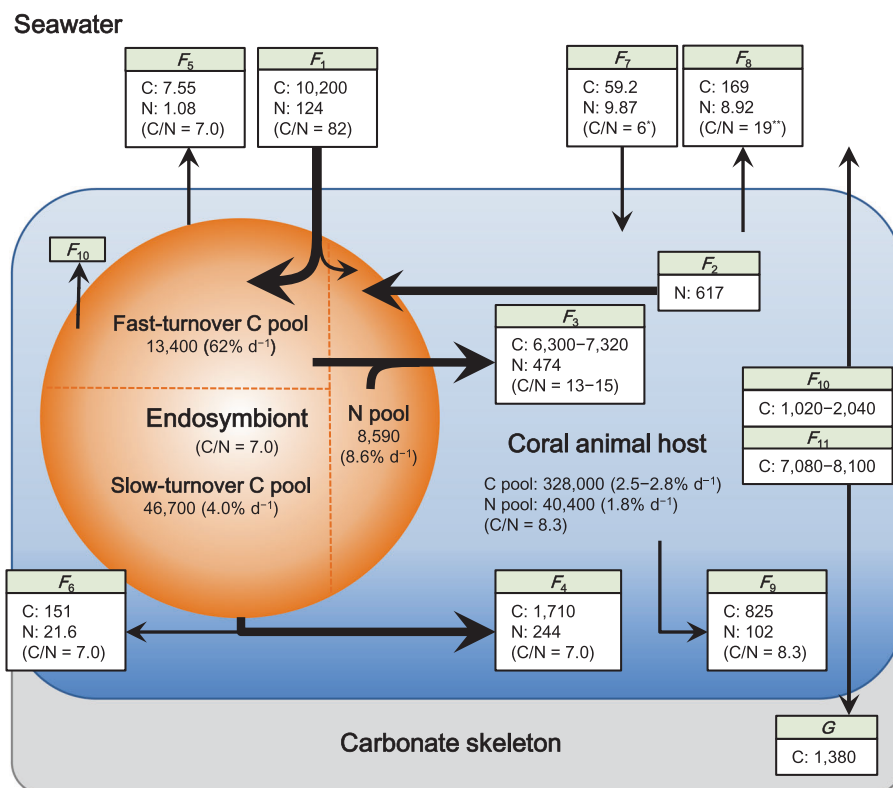 Seawater
F5
C: 7.55
N: 1.08
(C/N = 7.0)
F1
C: 10,200
N: 124
(C/N = 82)
F7
C: 59.2
N: 9.87
(C/N = 6*)
F8
C: 169
N: 8.92
(C/N = 19**)
F10
F2
N: 617
Fast-turnover C pool
13,400 (62% d⁻¹)
F3
C: 6,300−7,320
N: 474
(C/N = 13−15)
Endosymbiont
(C/N = 7.0)
N pool
8,590
(8.6% d⁻¹)
Slow-turnover C pool
46,700 (4.0% d⁻¹)
F10
C: 1,020−2,040
F11
C: 7,080−8,100
Coral animal host
C pool: 328,000 (2.5−2.8% d⁻¹)
N pool: 40,400 (1.8% d⁻¹)
(C/N = 8.3)
F6
C: 151
N: 21.6
(C/N = 7.0)
F4
C: 1,710
N: 244
(C/N = 7.0)
F9
C: 825
N: 102
(C/N = 8.3)
Carbonate skeleton
G
C: 1,380